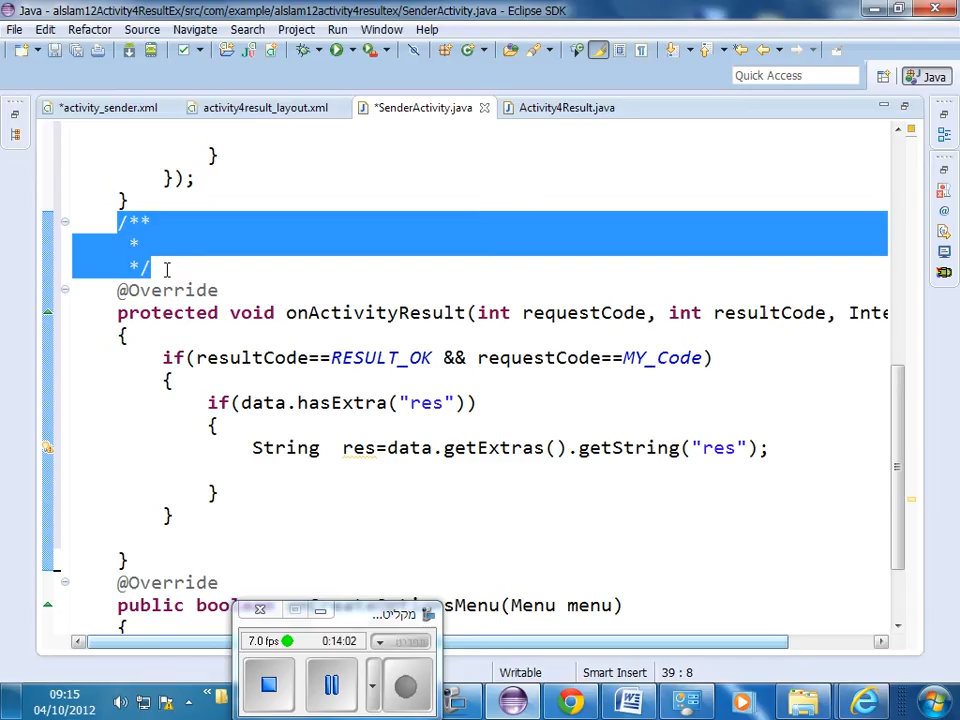 Java - alslam12Activity4ResultEx/src/com/example/alslam12activity4resultex/SenderActivity.java - Eclipse SDK
File Edit Refactor Source Navigate Search Project Run Window Help
Quick Access
Java
*activity_sender.xml activity4result_layout.xml *SenderActivity.java Activity4Result.java
}
});
}
/**
*
*/
@Override
protected void onActivityResult(int requestCode, int resultCode, Inte
{
if(resultCode==RESULT_OK && requestCode==MY_Code)
{
if(data.hasExtra("res"))
{
String res=data.getExtras().getString("res");
}
}
}
@Override
public boolean onCreateOptionsMenu(Menu menu)
{
מקליט...
7.0 fps 0:14:02
Writable Smart Insert 39 : 8
09:15
04/10/2012